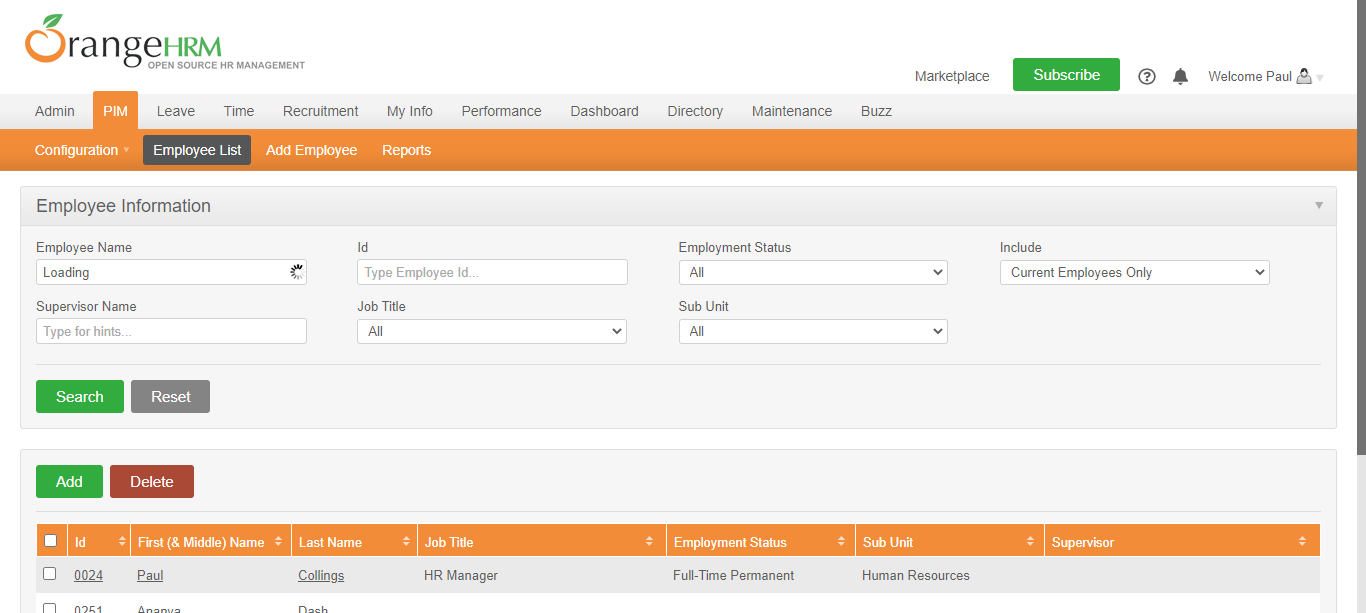 OrangeHRM
OPEN SOURCE HR MANAGEMENT
Marketplace Subscribe Welcome Paul
Admin PIM Leave Time Recruitment My Info Performance Dashboard Directory Maintenance Buzz
Configuration Employee List Add Employee Reports
Employee Information
Employee Name Id Employment Status Include
Loading Type Employee Id... All Current Employees Only
Supervisor Name Job Title Sub Unit
Type for hints... All All
Search Reset
Add Delete
Id First (& Middle) Name Last Name Job Title Employment Status Sub Unit Supervisor
0024 Paul Collings HR Manager Full-Time Permanent Human Resources
0251 Ananya Dash